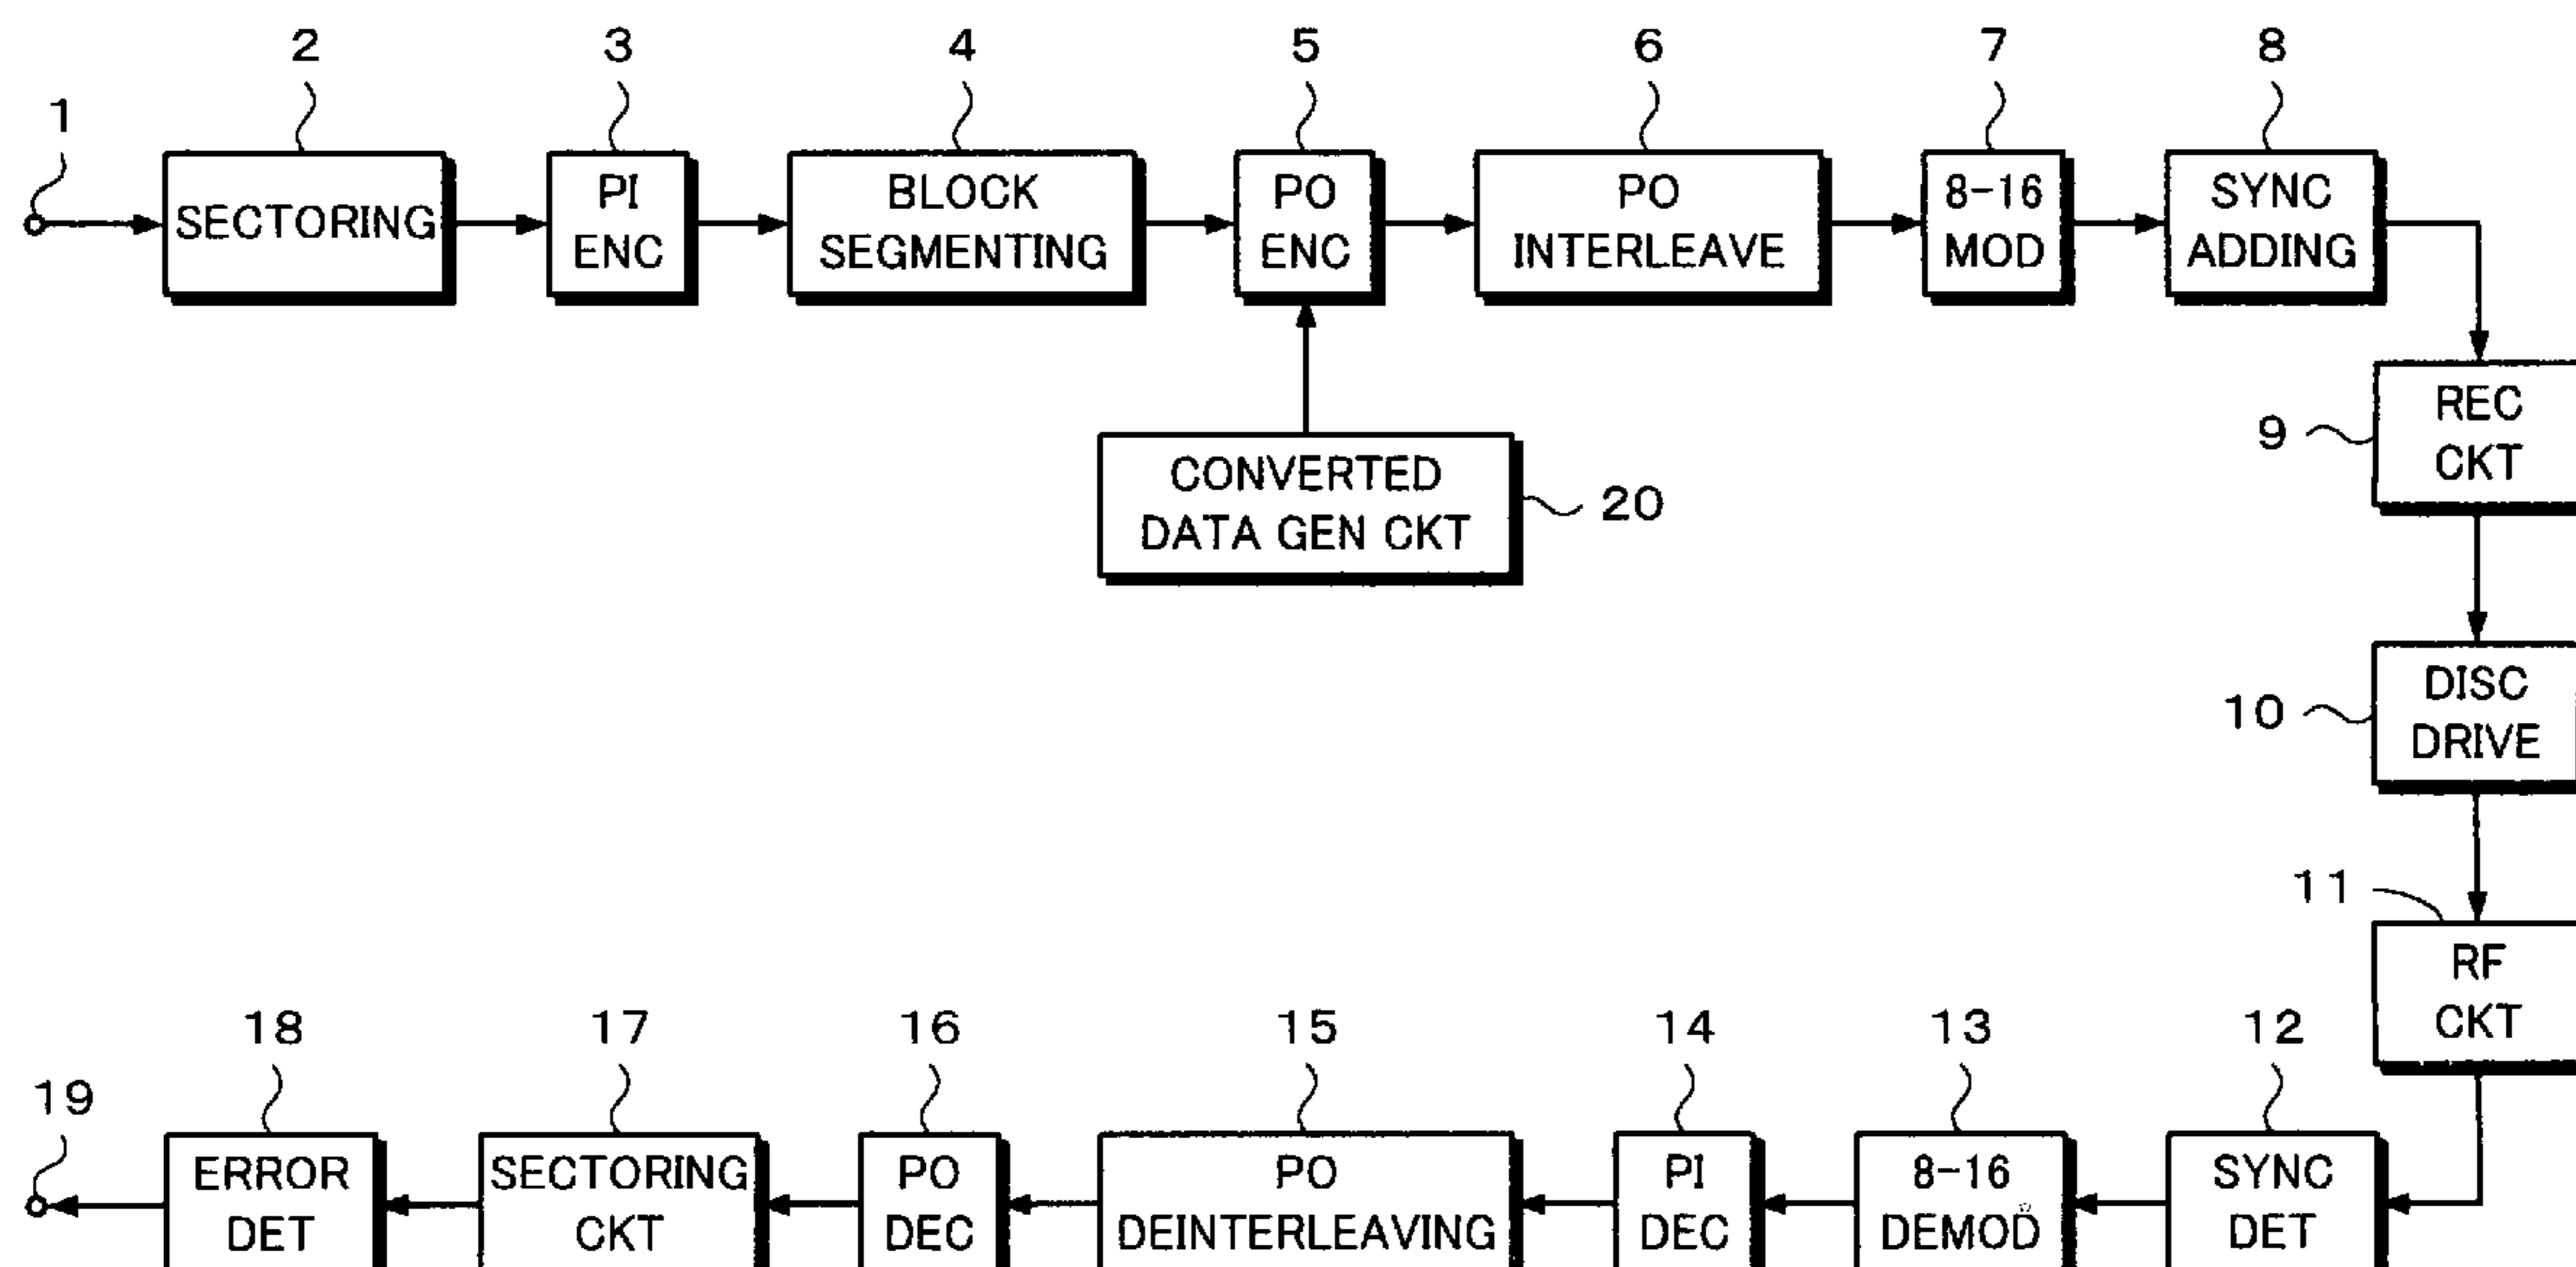 1
2
3
4
5
6
7
8
SECTORING
PI
ENC
BLOCK
SEGMENTING
PO
ENC
PO
INTERLEAVE
8-16
MOD
SYNC
ADDING
9
REC
CKT
CONVERTED
DATA GEN CKT
20
10
DISC
DRIVE
11
RF
CKT
19
18
17
16
15
14
13
12
ERROR
DET
SECTORING
CKT
PO
DEC
PO
DEINTERLEAVING
PI
DEC
8-16
DEMOD
SYNC
DET